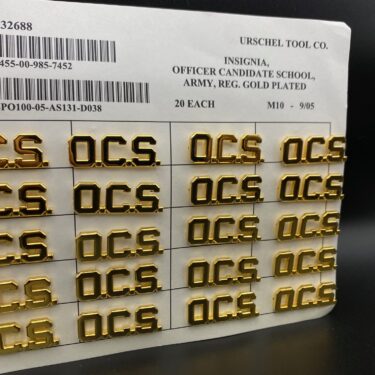 32688
URSCHEL TOOL CO.
455-00-985-7452
INSIGNIA,
OFFICER CANDIDATE SCHOOL,
ARMY, REG. GOLD PLATED
SPO100-05-AS131-D038
20 EACH M10 - 9/05
C.S. O.C.S. O.C.S. O.C.S.
C.S. O.C.S. O.C.S. O.C.S.
C.S. O.C.S. O.C.S. O.C.S.
C.S. O.C.S. O.C.S. O.C.S.
C.S. O.C.S. O.C.S. O.C.S.